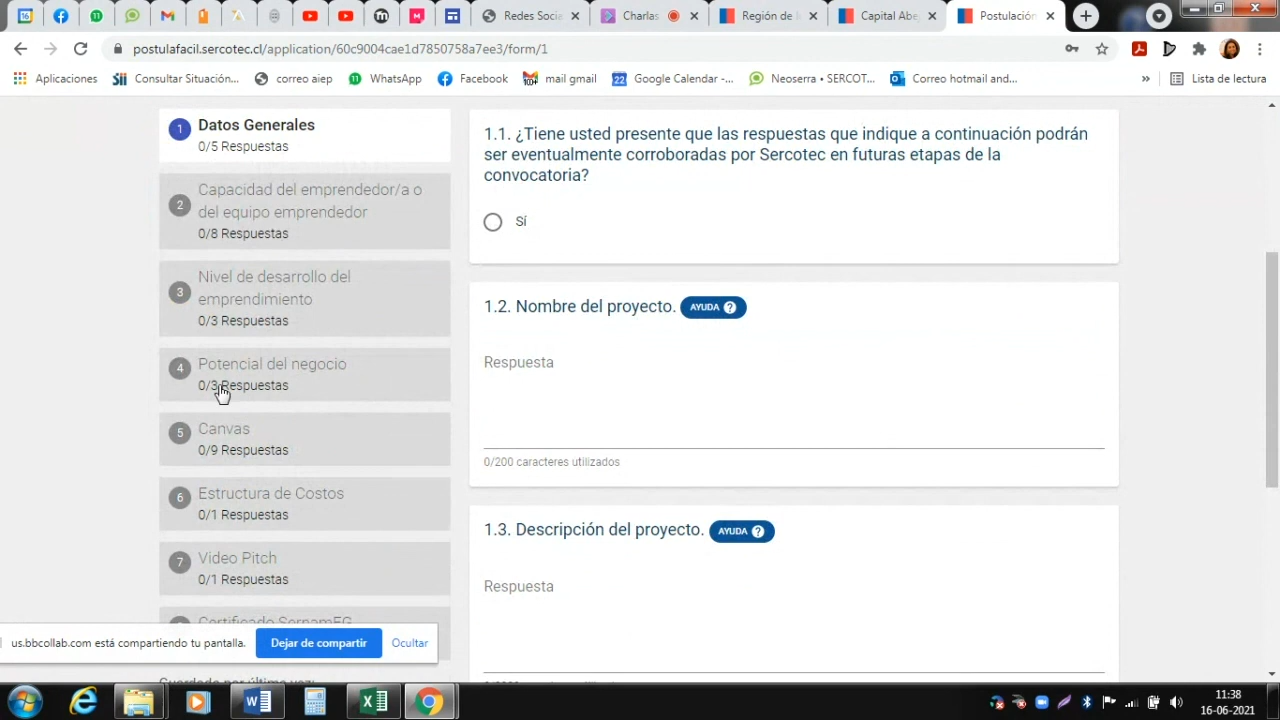 Redes Soci
Charlas
Región de
Capital Abe
Postulación
postulafacil.sercotec.cl/application/60c9004cae1d7850758a7ee3/form/1
Aplicaciones
Consultar Situación...
correo aiep
WhatsApp
Facebook
mail gmail
Google Calendar -...
Neoserra • SERCOT...
Correo hotmail and...
»
Lista de lectura
1
Datos Generales
0/5 Respuestas
2
Capacidad del emprendedor/a o
del equipo emprendedor
0/8 Respuestas
3
Nivel de desarrollo del
emprendimiento
0/3 Respuestas
4
Potencial del negocio
0/3 Respuestas
5
Canvas
0/9 Respuestas
6
Estructura de Costos
0/1 Respuestas
7
Video Pitch
0/1 Respuestas
Certificado SernamEG
1.1. ¿Tiene usted presente que las respuestas que indique a continuación podrán
ser eventualmente corroboradas por Sercotec en futuras etapas de la
convocatoria?
Sí
1.2. Nombre del proyecto. AYUDA ?
Respuesta
0/200 caracteres utilizados
1.3. Descripción del proyecto. AYUDA ?
Respuesta
us.bbcollab.com está compartiendo tu pantalla.
Dejar de compartir
Ocultar
Guardado por última vez:
11:38
16-06-2021